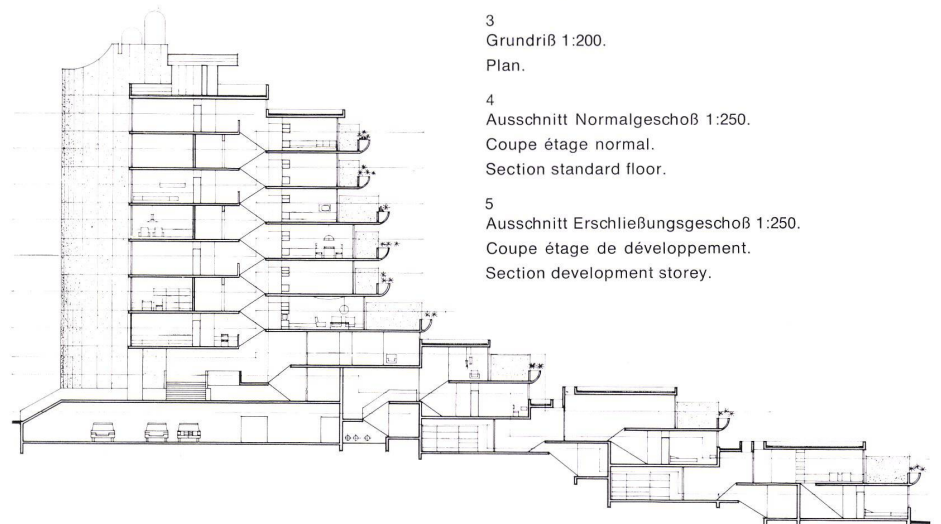 3
Grundriß 1:200.
Plan.
4
Ausschnitt Normalgeschoß 1:250.
Coupe étage normal.
Section standard floor.
5
Ausschnitt Erschließungsgeschoß 1:250.
Coupe étage de développement.
Section development storey.